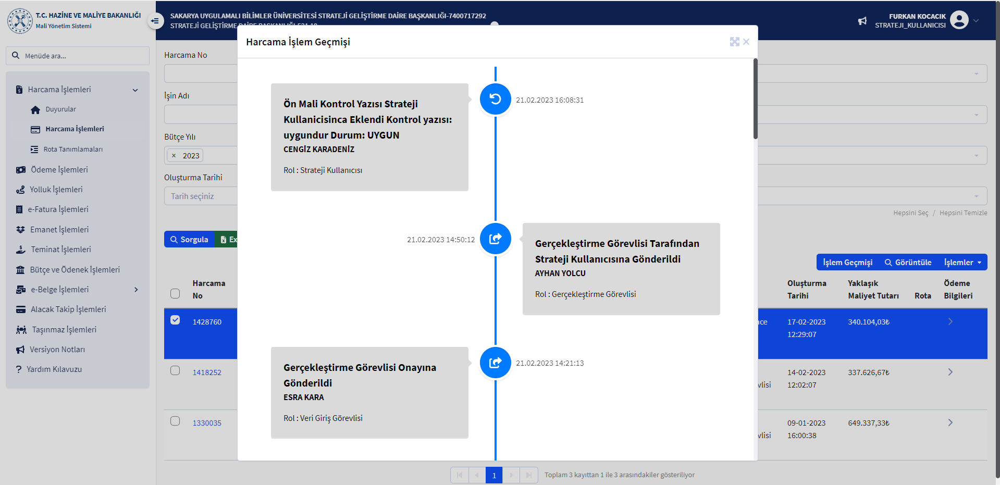 T.C. HAZİNE VE MALİYE BAKANLIĞI
Mali Yönetim Sistemi
SAKARYA UYGULAMALI BİLİMLER ÜNİVERSİTESİ STRATEJİ GELİŞTİRME DAİRE BAŞKANLIĞI-7400717292
STRATEJİ GELİŞTİRME DAİRE BAŞKANLIĞI-521.10
FURKAN KOCACIK
STRATEJI_KULLANICISI
Menüde ara...
Harcama İşlemleri
Duyurular
Harcama İşlemleri
Rota Tanımlamaları
Ödeme İşlemleri
Yolluk İşlemleri
e-Fatura İşlemleri
Emanet İşlemleri
Teminat İşlemleri
Bütçe ve Ödenek İşlemleri
e-Belge İşlemleri
Alacak Takip İşlemleri
Taşınmaz İşlemleri
Versiyon Notları
? Yardım Kılavuzu
Harcama No
İşin Adı
Bütçe Yılı
× 2023
Oluşturma Tarihi
Tarih seçiniz
Hepsini Seç / Hepsini Temizle
Sorgula
Ex
İşlem Geçmişi
Görüntüle
İşlemler
Harcama İşlem Geçmişi
Ön Mali Kontrol Yazısı Strateji
Kullanicisinca Eklendi Kontrol yazısı:
uygundur Durum: UYGUN
CENGİZ KARADENİZ
Rol : Strateji Kullanıcısı
21.02.2023 16:08:31
21.02.2023 14:50:12
Gerçekleştirme Görevlisi Tarafından
Strateji Kullanıcısına Gönderildi
AYHAN YOLCU
Rol : Gerçekleştirme Görevlisi
Gerçekleştirme Görevlisi Onayına
Gönderildi
ESRA KARA
Rol : Veri Giriş Görevlisi
21.02.2023 14:21:13
Harcama
No
Oluşturma
Tarihi
Yaklaşık
Maliyet Tutarı
Rota
Ödeme
Bilgileri
1428760
nce
17-02-2023
12:29:07
340.104,03₺
1418252
vlisi
14-02-2023
12:02:07
337.626,67₺
1330035
vlisi
09-01-2023
16:00:38
649.337,33₺
1
Toplam 3 kayıttan 1 ile 3 arasındakiler gösteriliyor